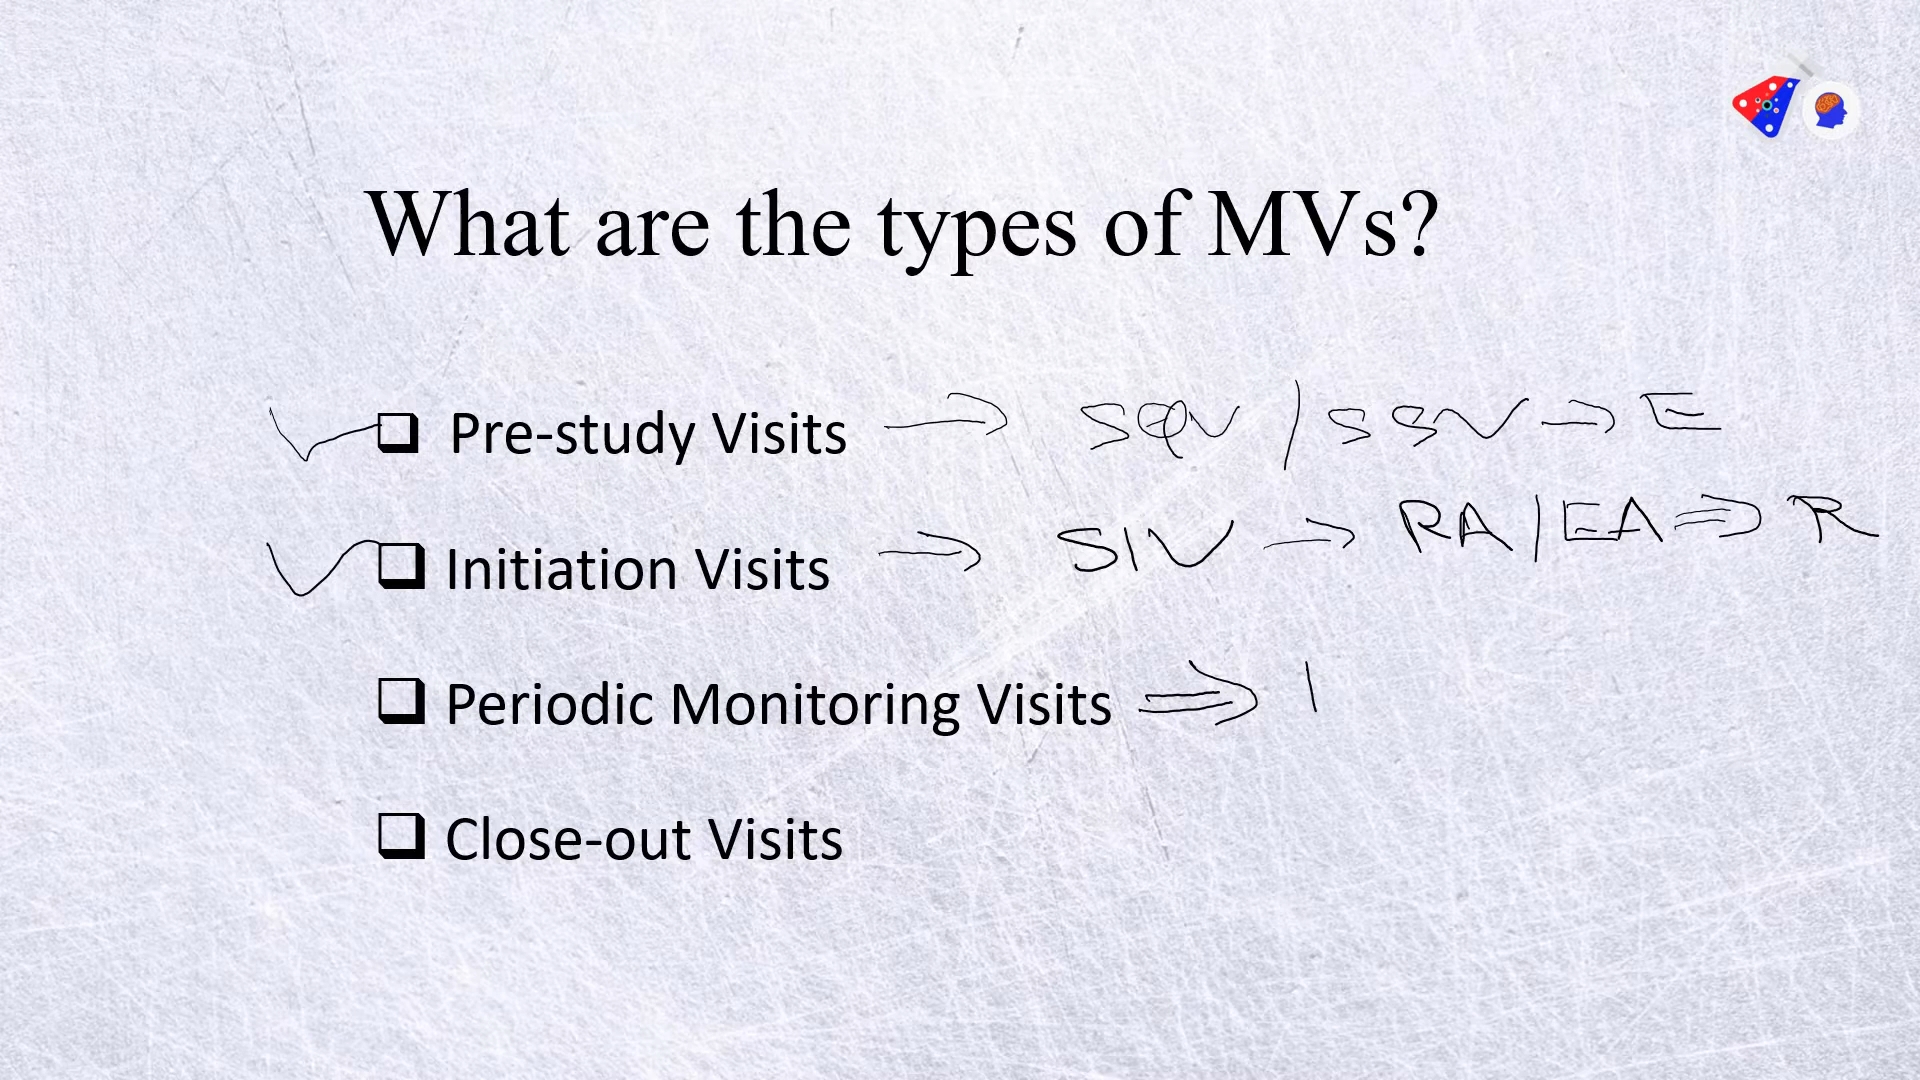 What are the types of MVs?
Pre-study Visits → SQV / SSV → E
Initiation Visits → SIV → RA / EA ⇒ R
Periodic Monitoring Visits ⇒ I
Close-out Visits